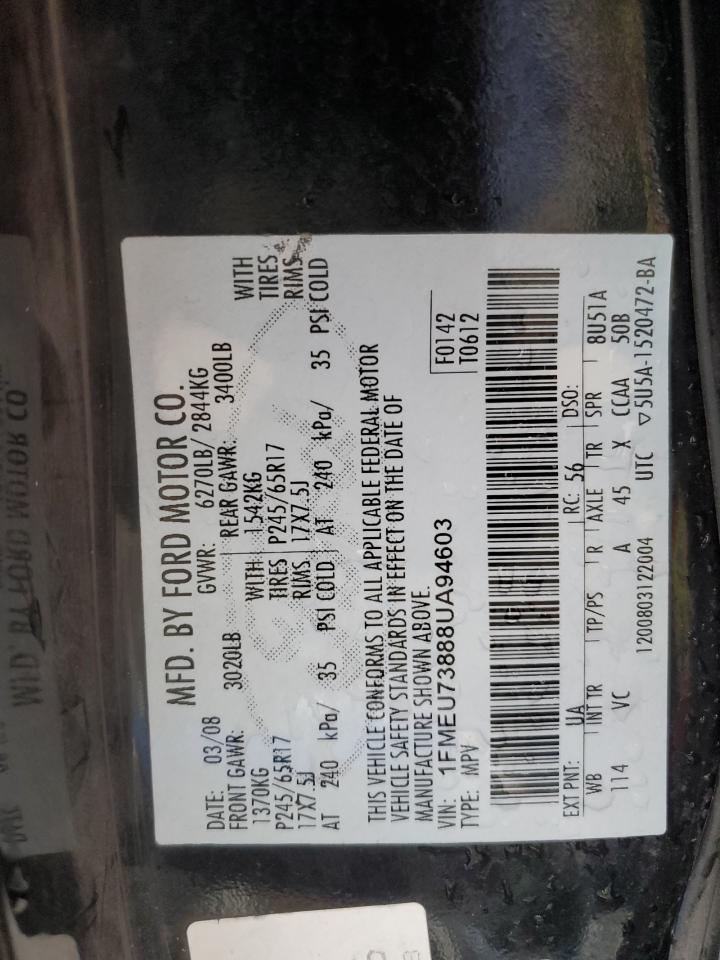 MFD. BY FORD MOTOR CO.
DATE: 03/08 GVWR: 6270LB/ 2844KG
FRONT GAWR: 3020LB REAR GAWR: 3400LB
1370KG WITH 1542KG WITH
P245/65R17 TIRES P245/65R17 TIRES
17X7.5J RIMS 17X7.5J RIMS
AT 240 kPa/ 35 PSI COLD AT 240 kPa/ 35 PSI COLD
THIS VEHICLE CONFORMS TO ALL APPLICABLE FEDERAL MOTOR
VEHICLE SAFETY STANDARDS IN EFFECT ON THE DATE OF
MANUFACTURE SHOWN ABOVE.
VIN: 1FMEU73888UA94603 F0142
TYPE: MPV T0612
EXT PNT: UA RC: 56 DSO:
WB INT TR TP/PS R AXLE TR SPR 8U51A
114 VC A 45 X CCAA 50B
1200803122004 UTC ▽5U5A-1520472-BA